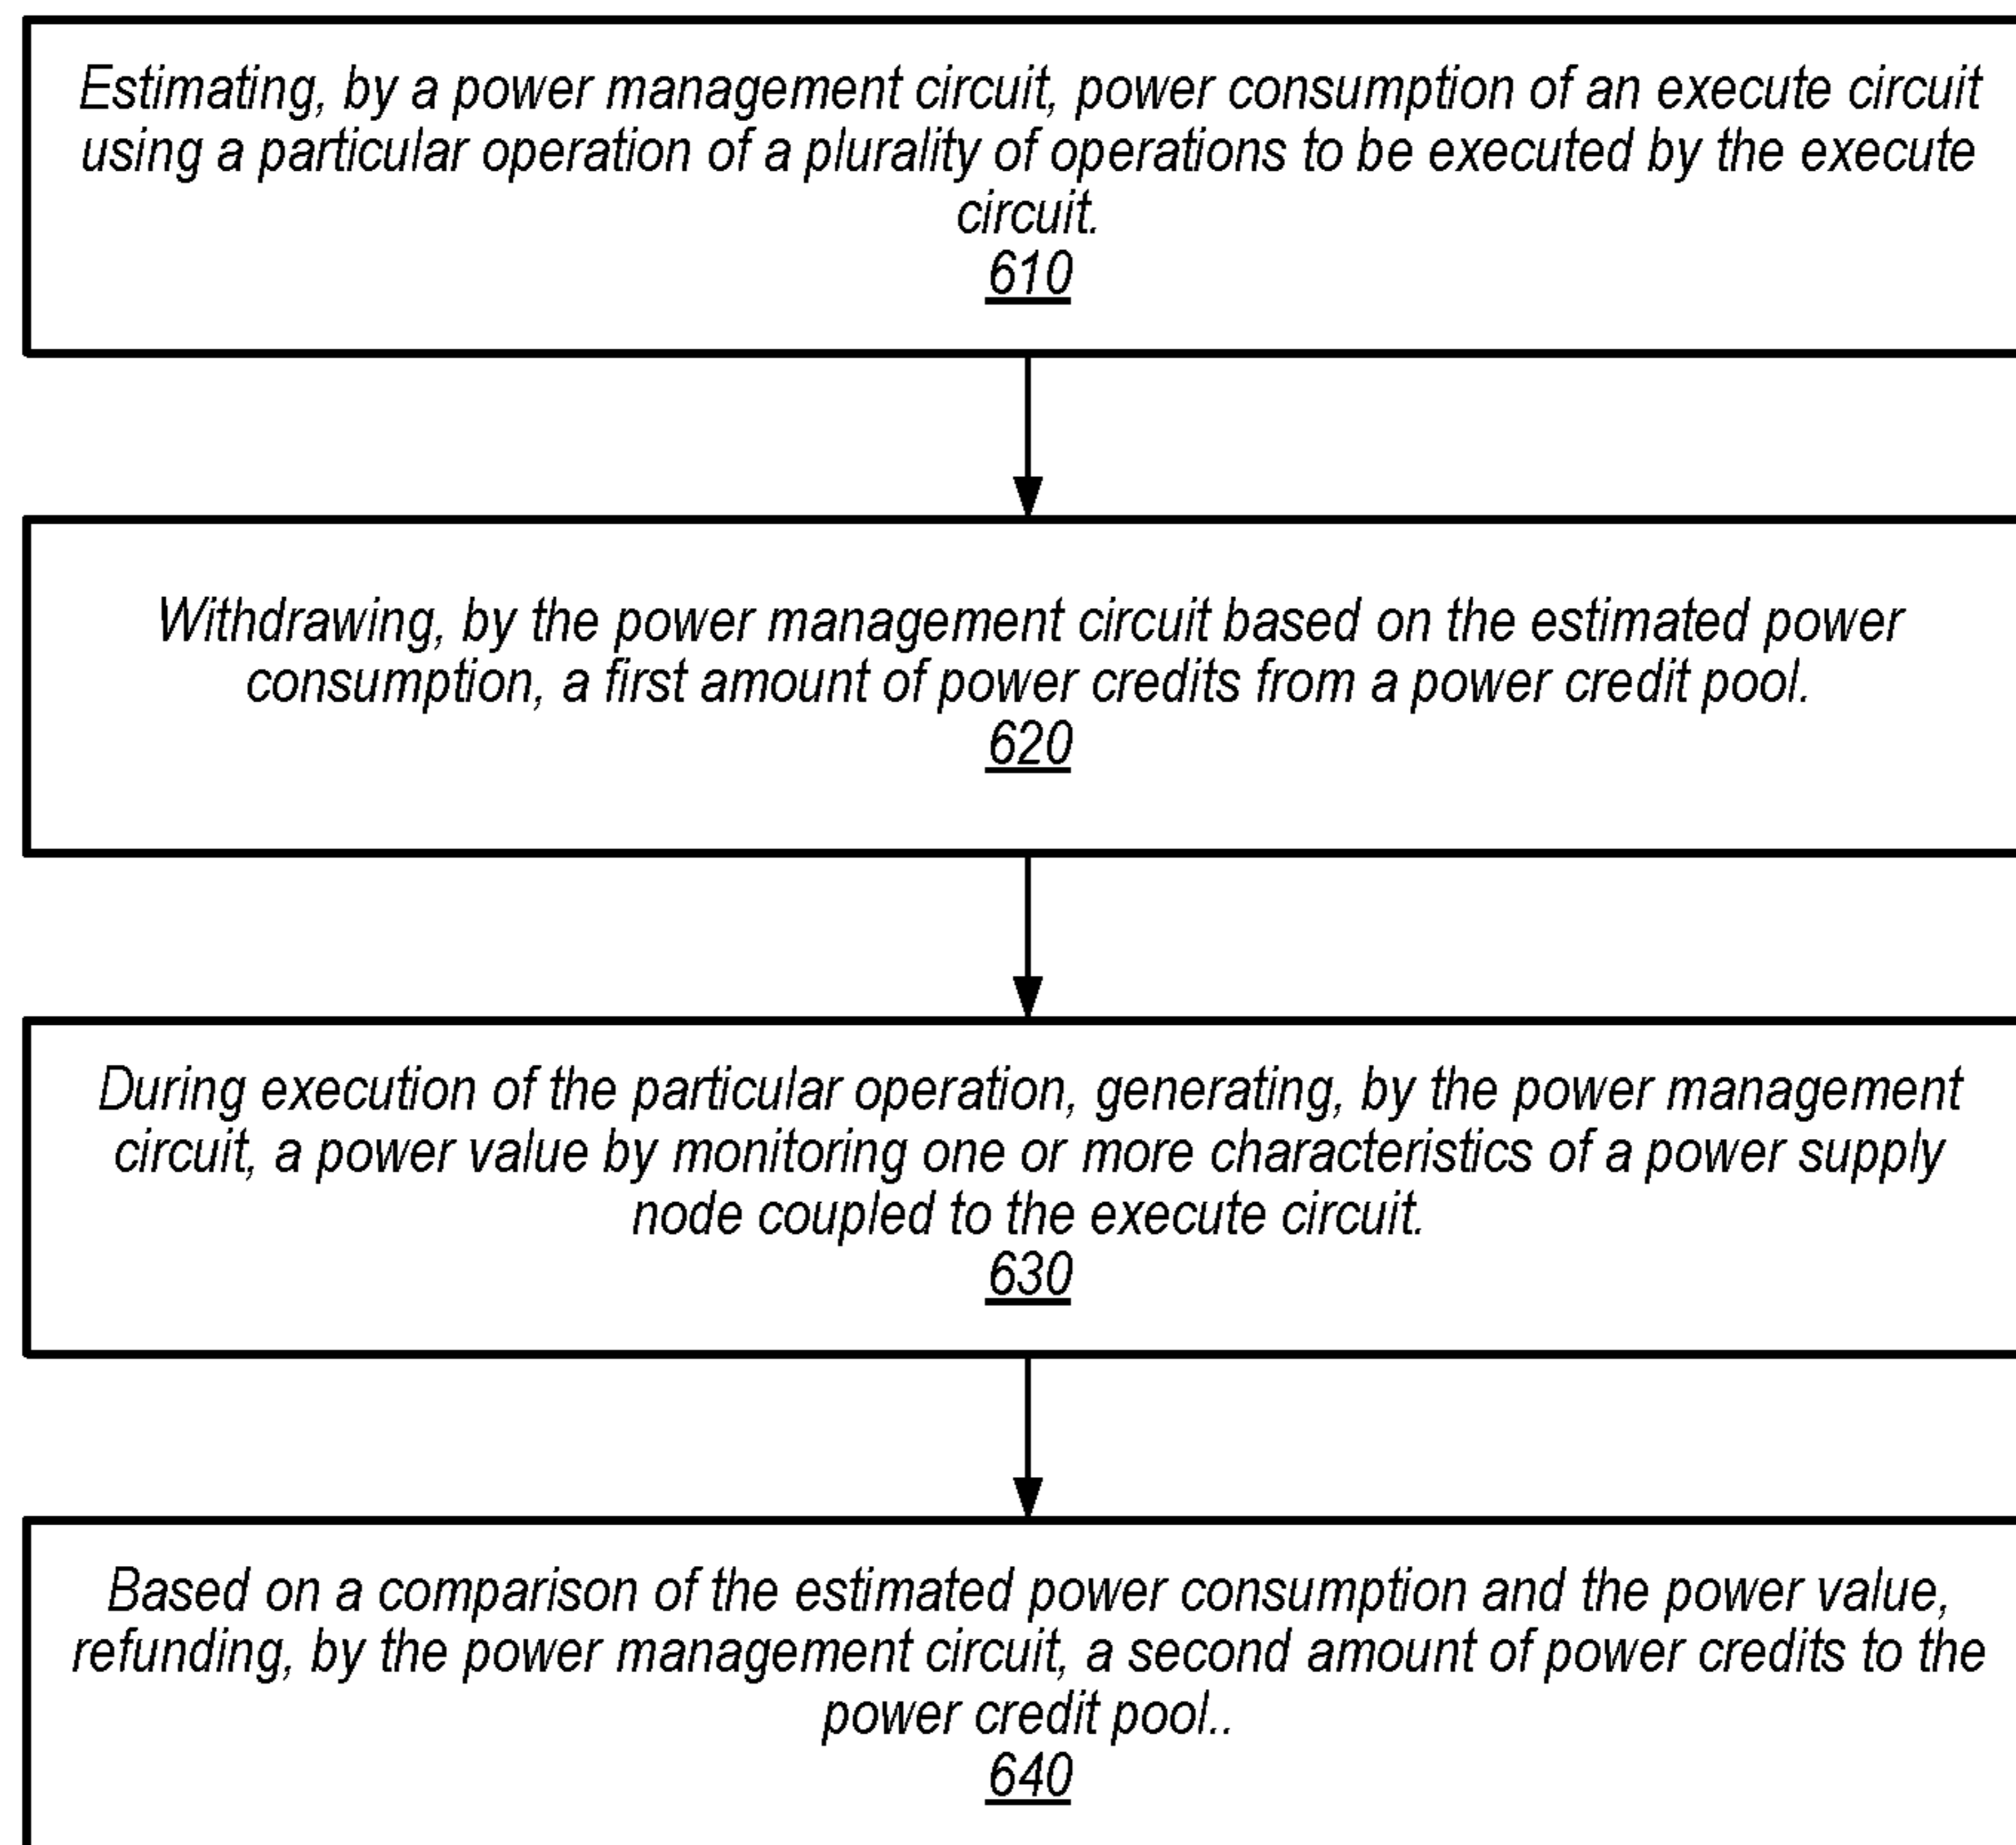 Estimating, by a power management circuit, power consumption of an execute circuit
using a particular operation of a plurality of operations to be executed by the execute
circuit.
610
Withdrawing, by the power management circuit based on the estimated power
consumption, a first amount of power credits from a power credit pool.
620
During execution of the particular operation, generating, by the power management
circuit, a power value by monitoring one or more characteristics of a power supply
node coupled to the execute circuit.
630
Based on a comparison of the estimated power consumption and the power value,
refunding, by the power management circuit, a second amount of power credits to the
power credit pool..
640